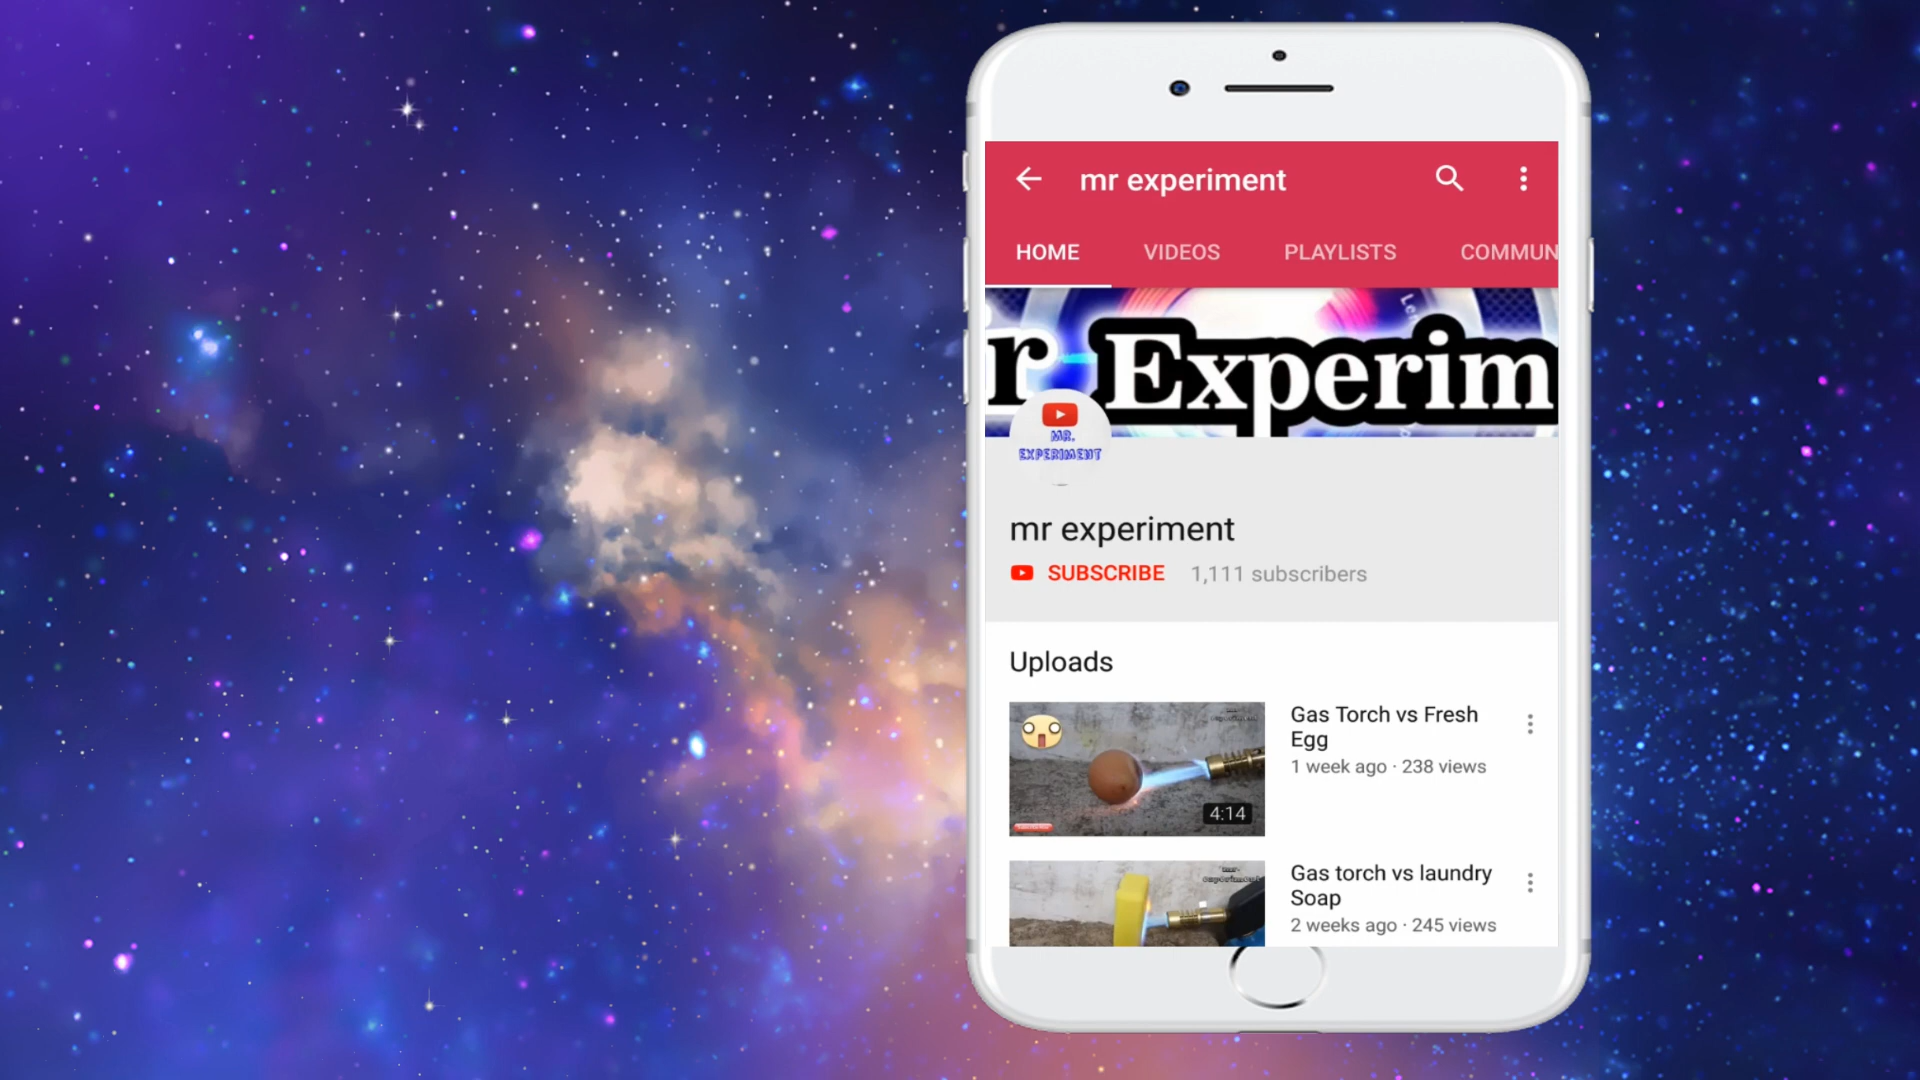 mr experiment
HOME VIDEOS PLAYLISTS COMMUN
r Experim
MR.
EXPERIMENT
mr experiment
SUBSCRIBE 1,111 subscribers
Uploads
Gas Torch vs Fresh
Egg
1 week ago · 238 views
4:14
Gas torch vs laundry
Soap
2 weeks ago · 245 views